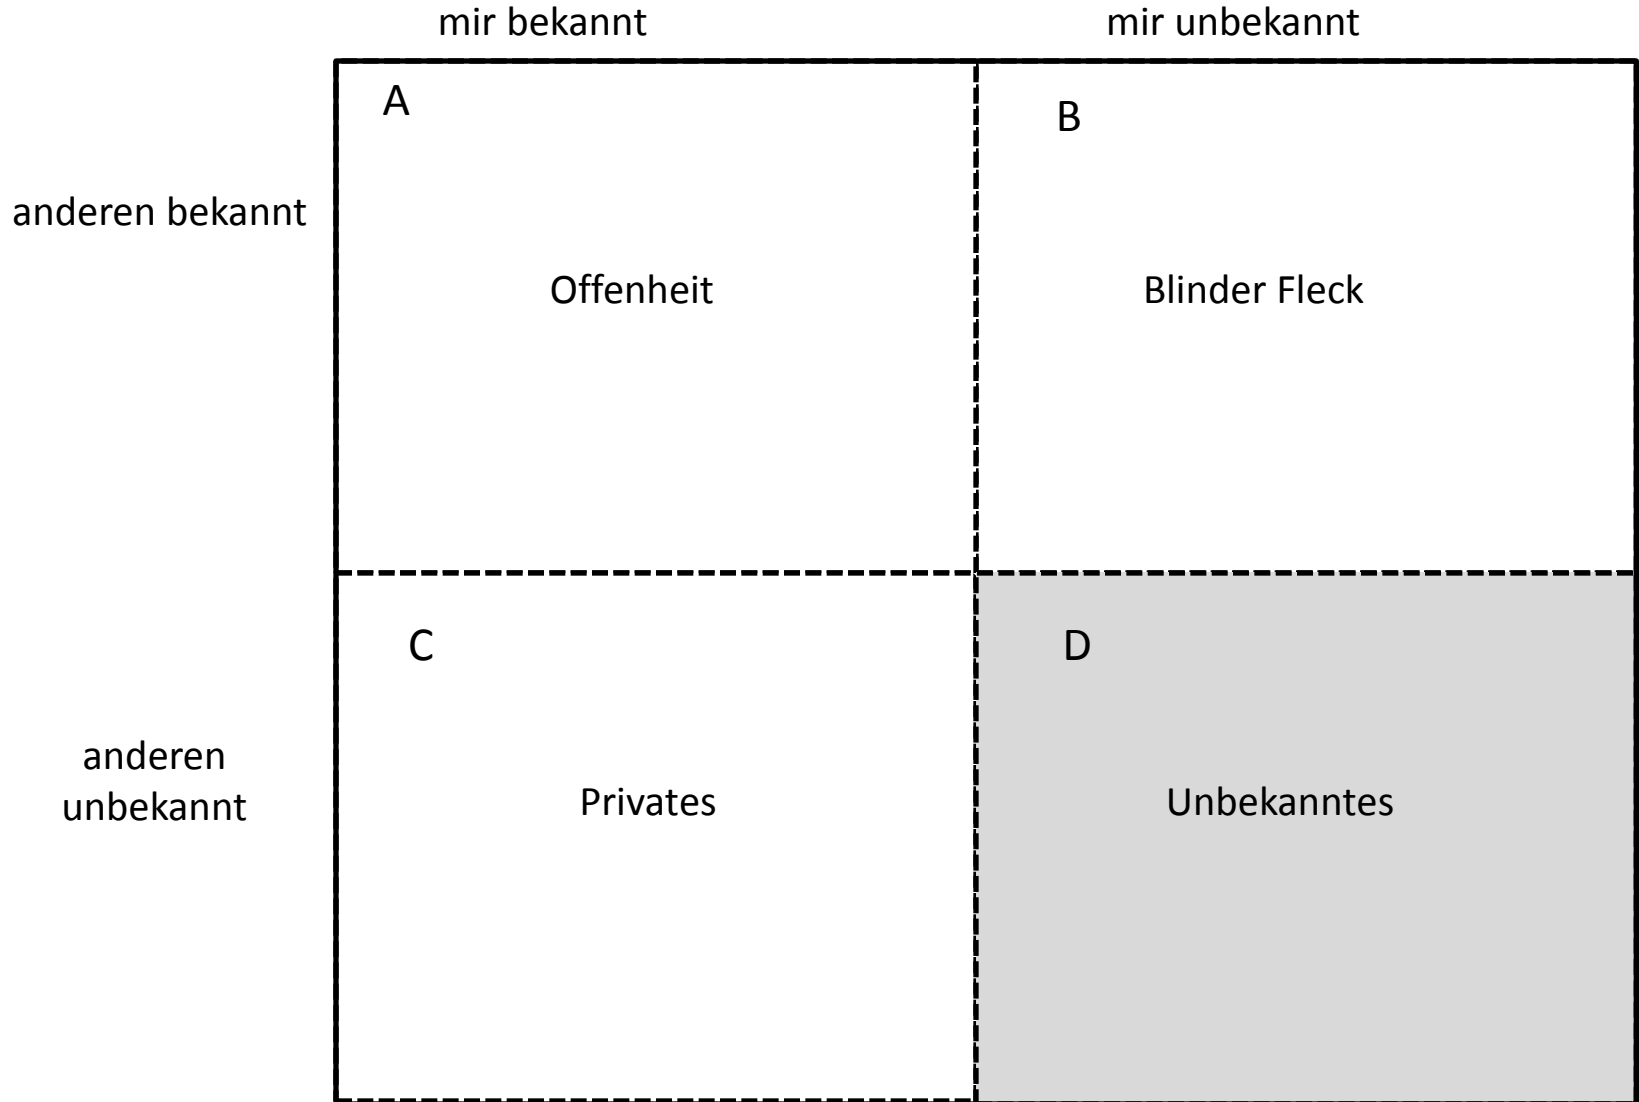 mir bekannt
mir unbekannt
A
B
anderen bekannt
Offenheit
Blinder Fleck
C
D
anderen
unbekannt
Privates
Unbekanntes